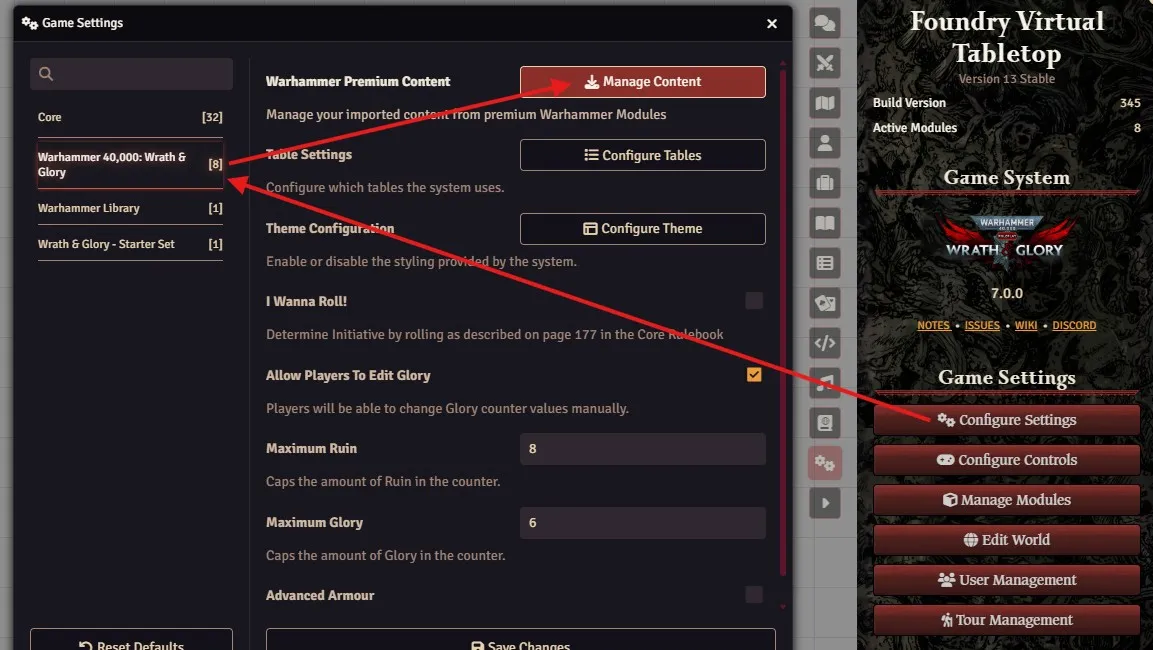 Game Settings
Core [32]
Warhammer 40,000: Wrath &
Glory [8]
Warhammer Library [1]
Wrath & Glory - Starter Set [1]
Reset Defaults
Warhammer Premium Content
Manage Content
Manage your imported content from premium Warhammer Modules
Table Settings
Configure Tables
Configure which tables the system uses.
Theme Configuration
Configure Theme
Enable or disable the styling provided by the system.
I Wanna Roll!
Determine Initiative by rolling as described on page 177 in the Core Rulebook
Allow Players To Edit Glory
Players will be able to change Glory counter values manually.
Maximum Ruin
8
Caps the amount of Ruin in the counter.
Maximum Glory
6
Caps the amount of Glory in the counter.
Advanced Armour
Save Changes
Foundry Virtual
Tabletop
Version 13 Stable
Build Version 345
Active Modules 8
Game System
WARHAMMER
40,000
WRATH GLORY
7.0.0
NOTES • ISSUES • WIKI • DISCORD
Game Settings
Configure Settings
Configure Controls
Manage Modules
Edit World
User Management
Tour Management